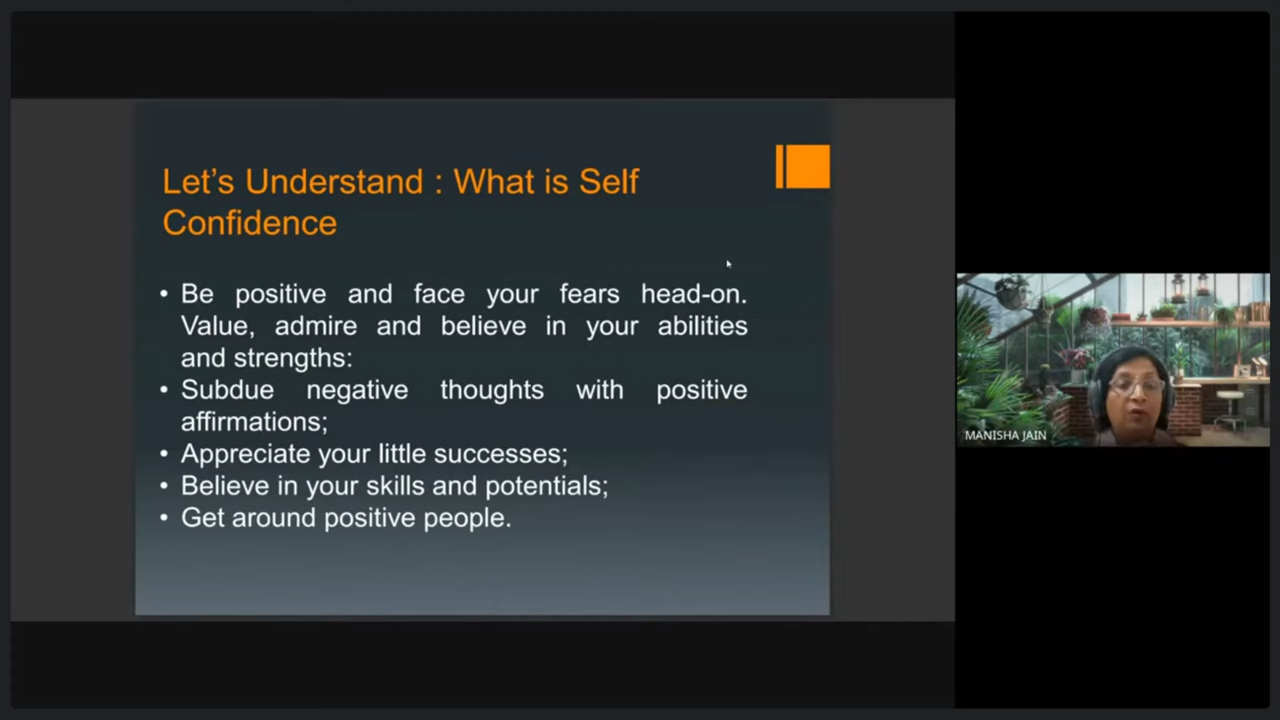 Let’s Understand : What is Self
Confidence
• Be positive and face your fears head-on.
Value, admire and believe in your abilities
and strengths:
• Subdue negative thoughts with positive
affirmations;
• Appreciate your little successes;
• Believe in your skills and potentials;
• Get around positive people.
MANISHA JAIN